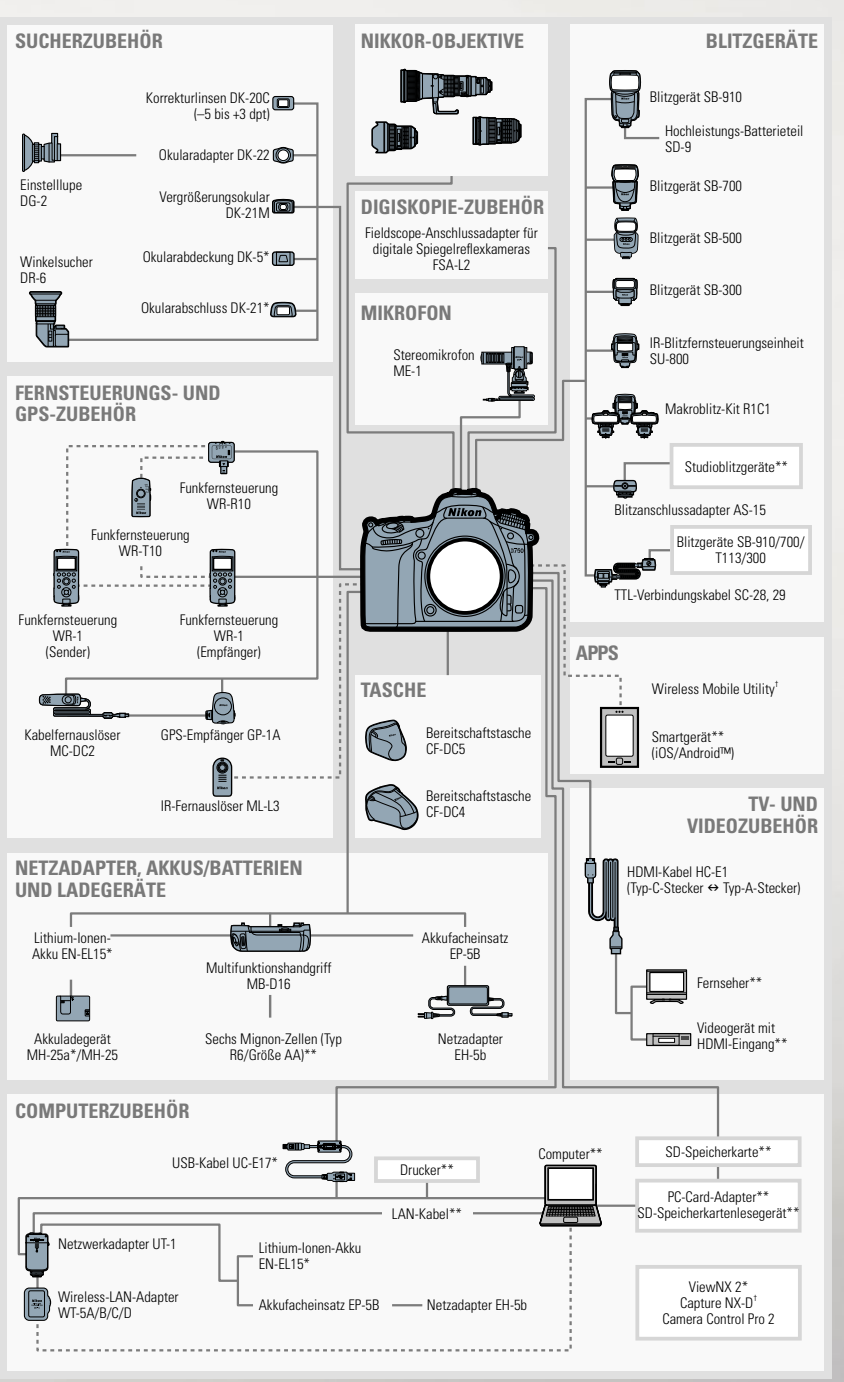 SUCHERZUBEHÖR
Korrekturlinsen DK-20C
(–5 bis +3 dpt)
Okularadapter DK-22
Einstelllupe
DG-2
Vergrößerungsokular
DK-21M
Okularabdeckung DK-5*
Winkelsucher
DR-6
Okularabschluss DK-21*
NIKKOR-OBJEKTIVE
DIGISKOPIE-ZUBEHÖR
Fieldscope-Anschlussadapter für
digitale Spiegelreflexkameras
FSA-L2
MIKROFON
Stereomikrofon
ME-1
BLITZGERÄTE
Blitzgerät SB-910
Hochleistungs-Batterieteil
SD-9
Blitzgerät SB-700
Blitzgerät SB-500
Blitzgerät SB-300
IR-Blitzfernsteuerungseinheit
SU-800
Makroblitz-Kit R1C1
Studioblitzgeräte**
Blitzanschlussadapter AS-15
Blitzgeräte SB-910/700/
T113/300
TTL-Verbindungskabel SC-28, 29
FERNSTEUERUNGS- UND
GPS-ZUBEHÖR
Funkfernsteuerung
WR-R10
Funkfernsteuerung
WR-T10
Funkfernsteuerung
WR-1
(Sender)
Funkfernsteuerung
WR-1
(Empfänger)
Kabelfernauslöser
MC-DC2
GPS-Empfänger GP-1A
IR-Fernauslöser ML-L3
Nikon
D750
TASCHE
Bereitschaftstasche
CF-DC5
Bereitschaftstasche
CF-DC4
APPS
Wireless Mobile Utility†
Smartgerät**
(iOS/Android™)
TV- UND
VIDEOZUBEHÖR
HDMI-Kabel HC-E1
(Typ-C-Stecker ↔ Typ-A-Stecker)
Fernseher**
Videogerät mit
HDMI-Eingang**
NETZADAPTER, AKKUS/BATTERIEN
UND LADEGERÄTE
Lithium-Ionen-
Akku EN-EL15*
Multifunktionshandgriff
MB-D16
Akkufacheinsatz
EP-5B
Akkuladegerät
MH-25a*/MH-25
Sechs Mignon-Zellen (Typ
R6/Größe AA)**
Netzadapter
EH-5b
COMPUTERZUBEHÖR
USB-Kabel UC-E17*
Drucker**
Computer**
SD-Speicherkarte**
PC-Card-Adapter**
SD-Speicherkartenlesegerät**
LAN-Kabel**
Netzwerkadapter UT-1
Lithium-Ionen-Akku
EN-EL15*
Wireless-LAN-Adapter
WT-5A/B/C/D
Akkufacheinsatz EP-5B
Netzadapter EH-5b
ViewNX 2*
Capture NX-D†
Camera Control Pro 2